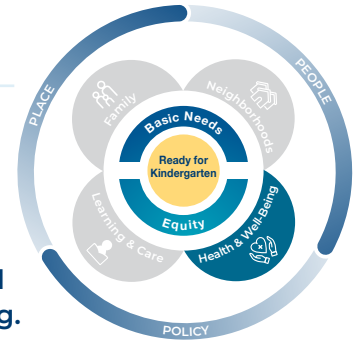 PLACE
PEOPLE
Family
Neighborhoods
Basic Needs
Ready for
Kindergarten
Equity
Learning & Care
Health & Well-Being
g.
POLICY